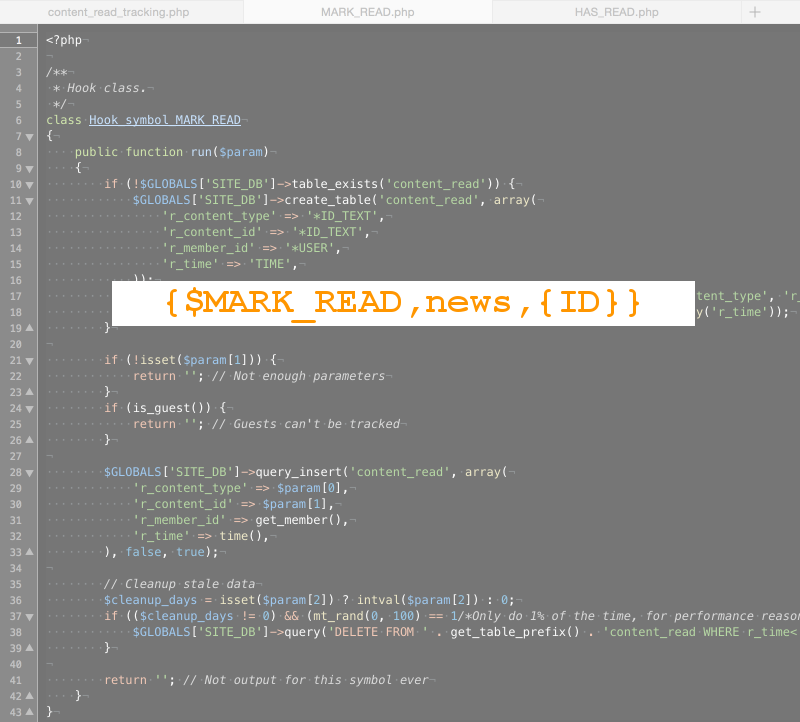 content_read_tracking.php MARK_READ.php HAS_READ.php +
1 <?php
2
3 /**
4  * Hook class.
5  */
6 class Hook_symbol_MARK_READ
7 {
8     public function run($param)
9     {
10         if (!$GLOBALS['SITE_DB']->table_exists('content_read')) {
11             $GLOBALS['SITE_DB']->create_table('content_read', array(
12                 'r_content_type' => '*ID_TEXT',
13                 'r_content_id' => '*ID_TEXT',
14                 'r_member_id' => '*USER',
15                 'r_time' => 'TIME',
16             ));
{$MARK_READ,news,{ID}}
17 tent_type', 'r_
18 y('r_time'));
19         }
20
21         if (!isset($param[1])) {
22             return ''; // Not enough parameters
23         }
24         if (is_guest()) {
25             return ''; // Guests can't be tracked
26         }
27
28         $GLOBALS['SITE_DB']->query_insert('content_read', array(
29             'r_content_type' => $param[0],
30             'r_content_id' => $param[1],
31             'r_member_id' => get_member(),
32             'r_time' => time(),
33         ), false, true);
34
35         // Cleanup stale data
36         $cleanup_days = isset($param[2]) ? intval($param[2]) : 0;
37         if (($cleanup_days != 0) && (mt_rand(0, 100) == 1/*Only do 1% of the time, for performance reason
38             $GLOBALS['SITE_DB']->query('DELETE FROM ' . get_table_prefix() . 'content_read WHERE r_time<
39         }
40
41         return ''; // Not output for this symbol ever
42     }
43 }